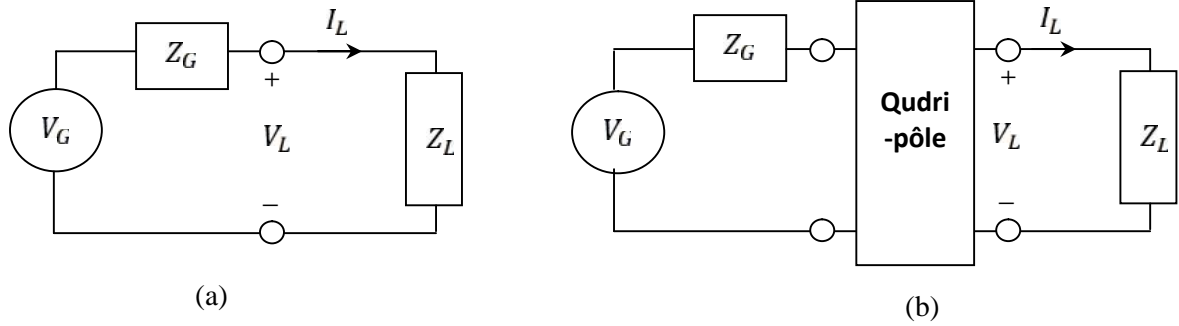 I_L
Z_G
+
V_G
V_L
Z_L
−
(a)
I_L
Z_G
+
Qudri
-pôle
V_G
V_L
Z_L
−
(b)